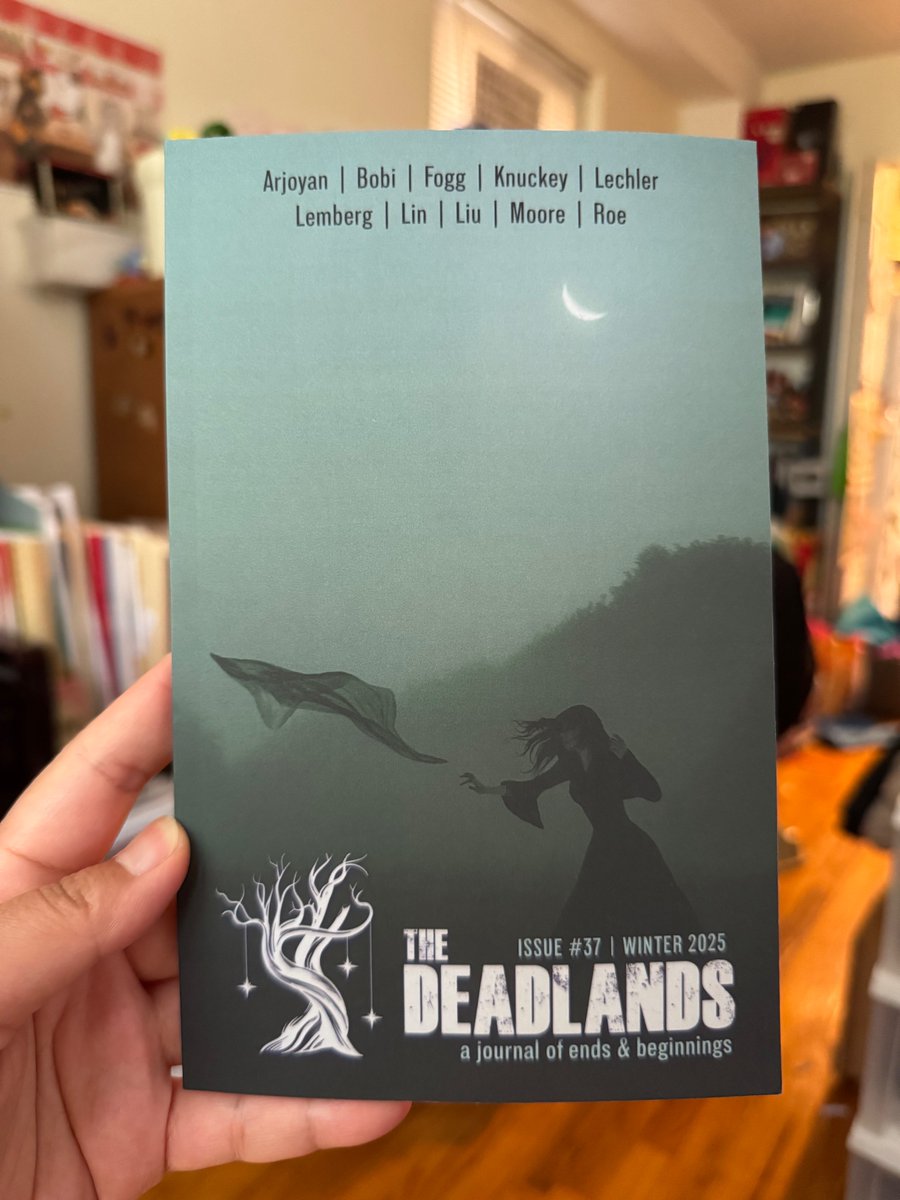 Arjoyan | Bobi | Fogg | Knuckey | Lechler
Lemberg | Lin | Liu | Moore | Roe
THE
ISSUE #37 | WINTER 2025
DEADLANDS
a journal of ends & beginnings